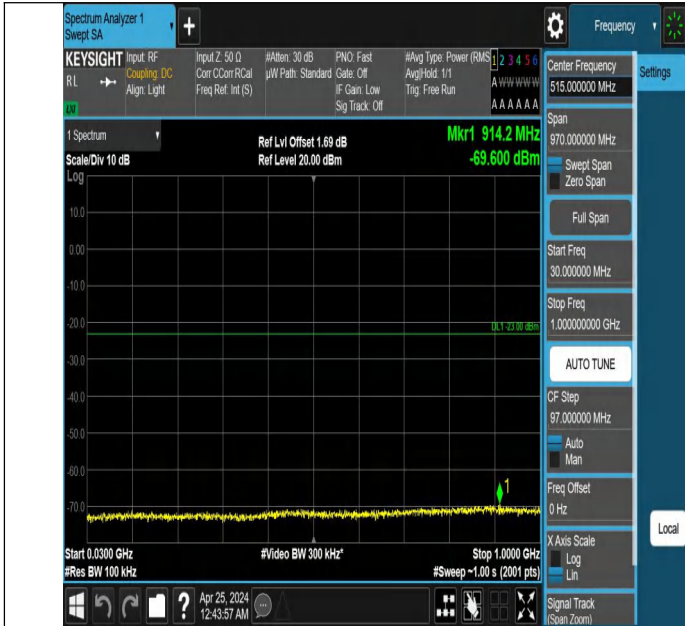 Spectrum Analyzer 1
Swept SA
+
Frequency
KEYSIGHT
RL
Input: RF
Coupling: DC
Align: Light
Input Z: 50 Ω
Corr CCorr RCal
Freq Ref: Int (S)
#Atten: 30 dB
µW Path: Standard
PNO: Fast
Gate: Off
IF Gain: Low
Sig Track: Off
#Avg Type: Power (RMS
Avg|Hold: 1/1
Trig: Free Run
1 2 3 4 5 6
A W W W W W
A A A A A A
1 Spectrum
Scale/Div 10 dB
Log
Ref Lvl Offset 1.69 dB
Ref Level 20.00 dBm
Mkr1 914.2 MHz
-69.600 dBm
10.0
0.00
-10.0
-20.0
-30.0
-40.0
-50.0
-60.0
-70.0
DL1 -23.00 dBm
1
Start 0.0300 GHz
#Res BW 100 kHz
#Video BW 300 kHz*
Stop 1.0000 GHz
#Sweep ~1.00 s (2001 pts)
Center Frequency
515.000000 MHz
Span
970.000000 MHz
Swept Span
Zero Span
Full Span
Start Freq
30.000000 MHz
Stop Freq
1.000000000 GHz
AUTO TUNE
CF Step
97.000000 MHz
Auto
Man
Freq Offset
0 Hz
X Axis Scale
Log
Lin
Signal Track
(Span Zoom)
Settings
Local
?
Apr 25, 2024
12:43:57 AM